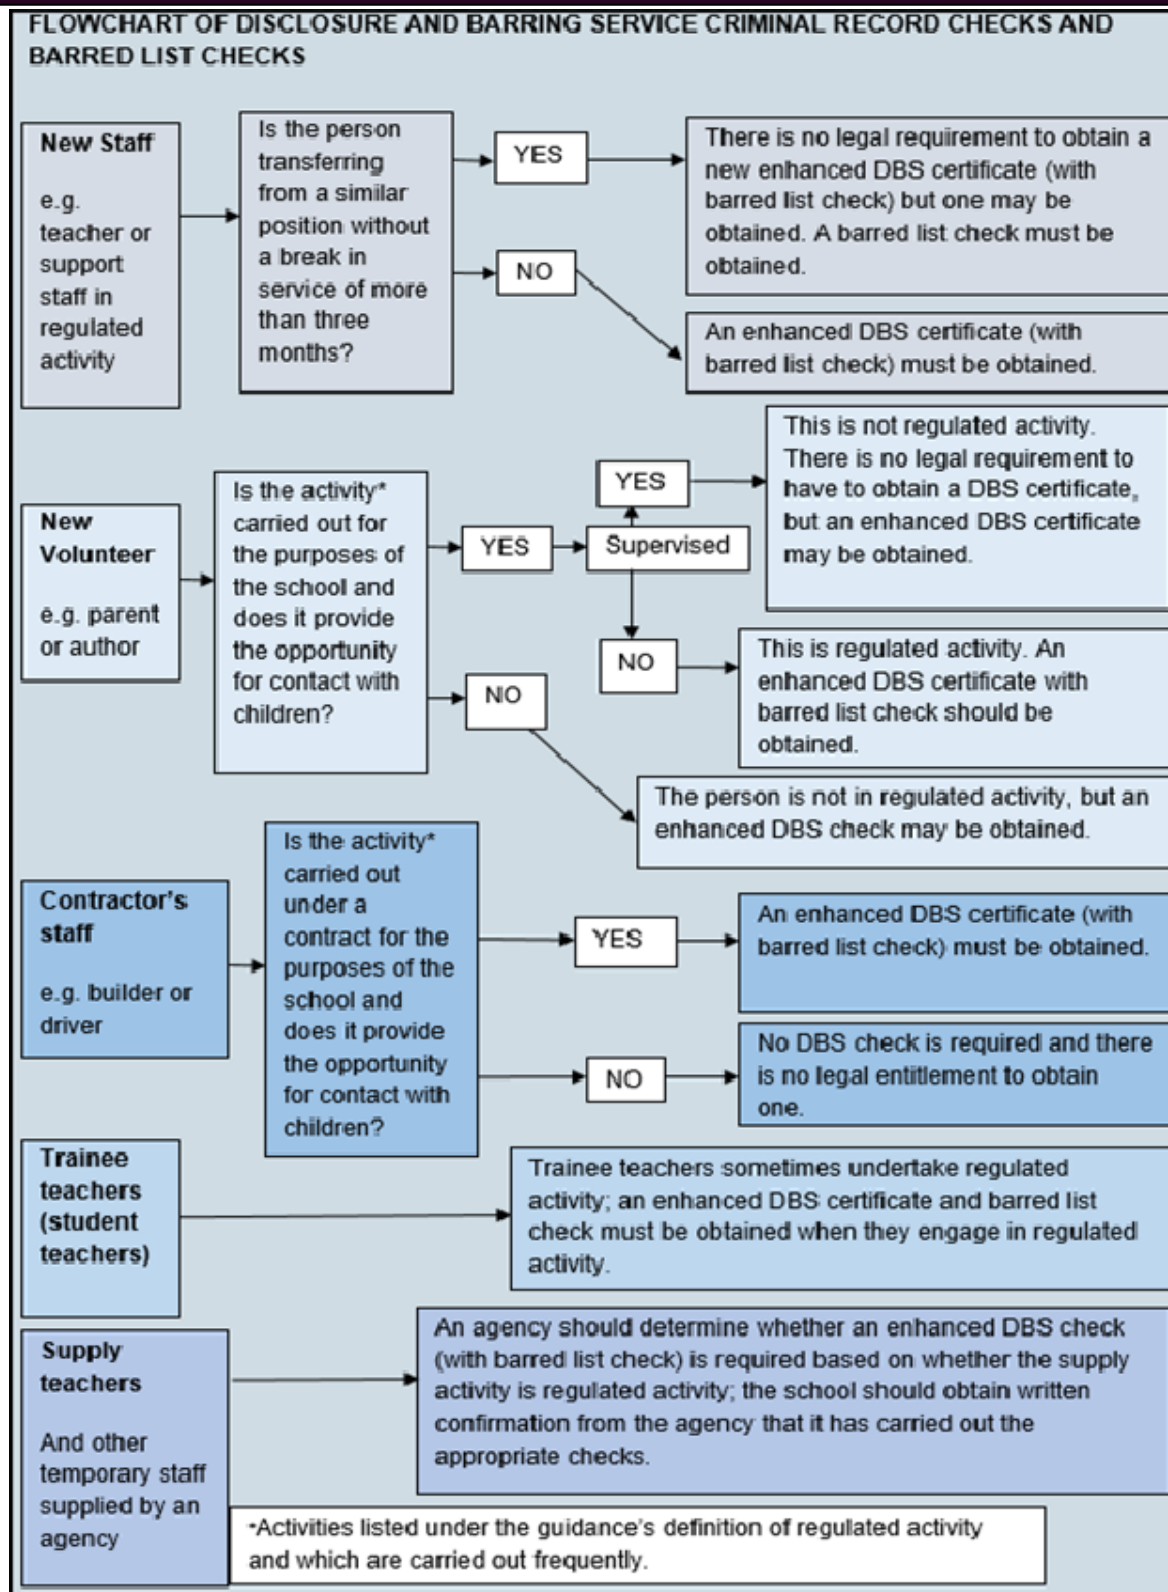 FLOWCHART OF DISCLOSURE AND BARRING SERVICE CRIMINAL RECORD CHECKS AND
BARRED LIST CHECKS
New Staff
e.g.
teacher or
support
staff in
regulated
activity
Is the person
transferring
from a similar
position without
a break in
service of more
than three
months?
YES
There is no legal requirement to obtain a
new enhanced DBS certificate (with
barred list check) but one may be
obtained. A barred list check must be
obtained.
NO
An enhanced DBS certificate (with
barred list check) must be obtained.
New
Volunteer
e.g. parent
or author
Is the activity*
carried out for
the purposes of
the school and
does it provide
the opportunity
for contact with
children?
YES
Supervised
YES
This is not regulated activity.
There is no legal requirement to
have to obtain a DBS certificate,
but an enhanced DBS certificate
may be obtained.
NO
This is regulated activity. An
enhanced DBS certificate with
barred list check should be
obtained.
NO
The person is not in regulated activity, but an
enhanced DBS check may be obtained.
Contractor's
staff
e.g. builder or
driver
Is the activity*
carried out
under a
contract for the
purposes of the
school and
does it provide
the opportunity
for contact with
children?
YES
An enhanced DBS certificate (with
barred list check) must be obtained.
NO
No DBS check is required and there
is no legal entitlement to obtain
one.
Trainee
teachers
(student
teachers)
Trainee teachers sometimes undertake regulated
activity; an enhanced DBS certificate and barred list
check must be obtained when they engage in regulated
activity.
Supply
teachers
And other
temporary staff
supplied by an
agency
An agency should determine whether an enhanced DBS check
(with barred list check) is required based on whether the supply
activity is regulated activity; the school should obtain written
confirmation from the agency that it has carried out the
appropriate checks.
*Activities listed under the guidance's definition of regulated activity
and which are carried out frequently.